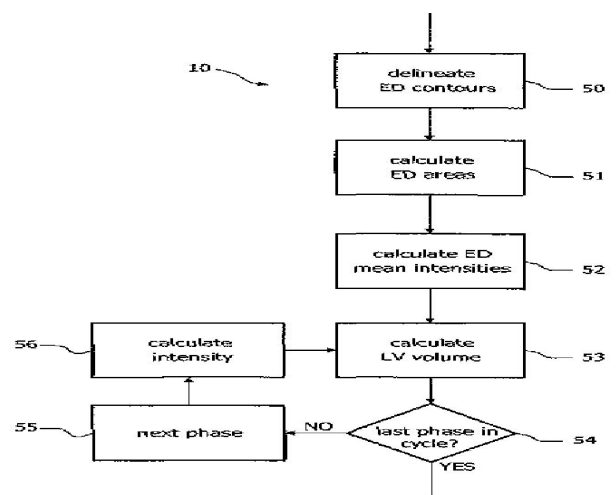 10
delineate
ED contours
50
calculate
ED areas
51
calculate ED
mean intensities
52
56
calculate
intensity
calculate
LV volume
53
55
next phase
NO
last phase in
cycle?
54
YES